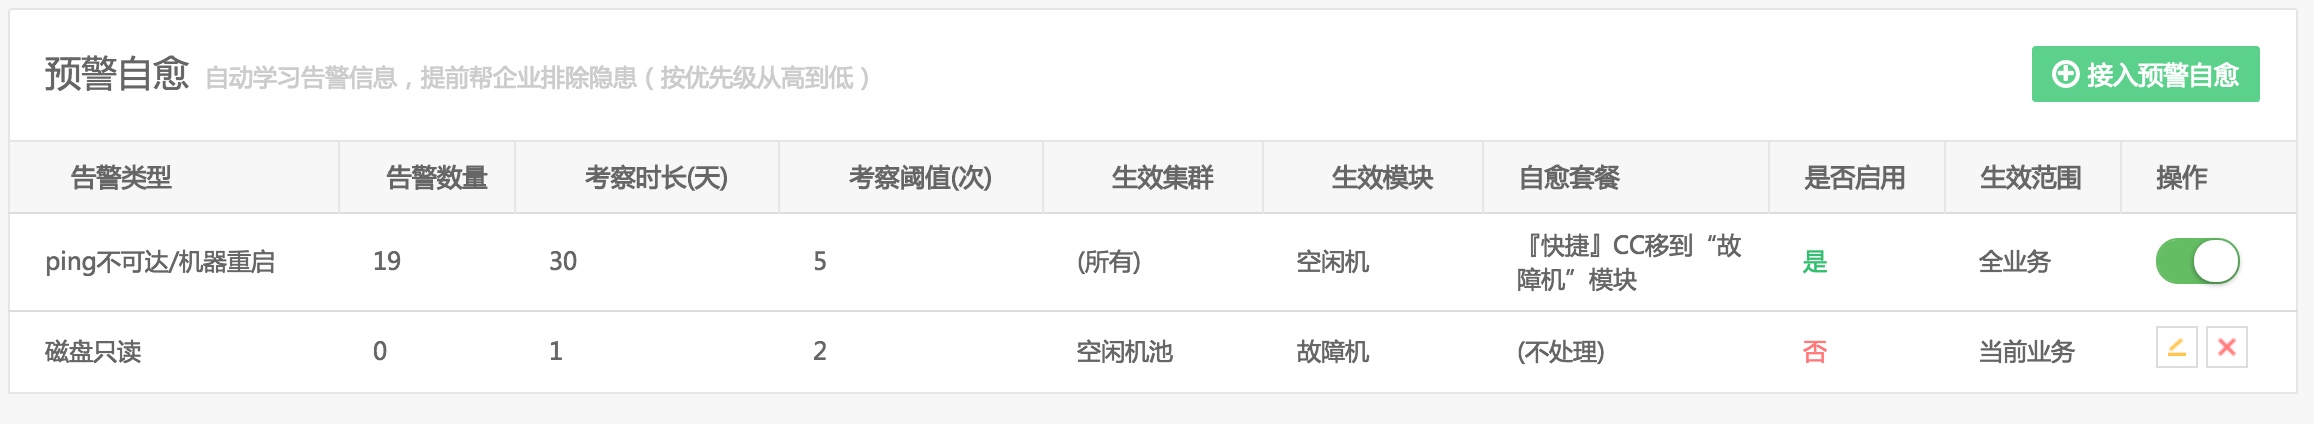 预警自愈 自动学习告警信息，提前帮企业排除隐患（按优先级从高到低）
接入预警自愈
告警类型 告警数量 考察时长(天) 考察阈值(次) 生效集群 生效模块 自愈套餐 是否启用 生效范围 操作
ping不可达/机器重启 19 30 5 (所有) 空闲机 『快捷』CC移到“故 是 全业务
障机”模块
磁盘只读 0 1 2 空闲机池 故障机 (不处理) 否 当前业务